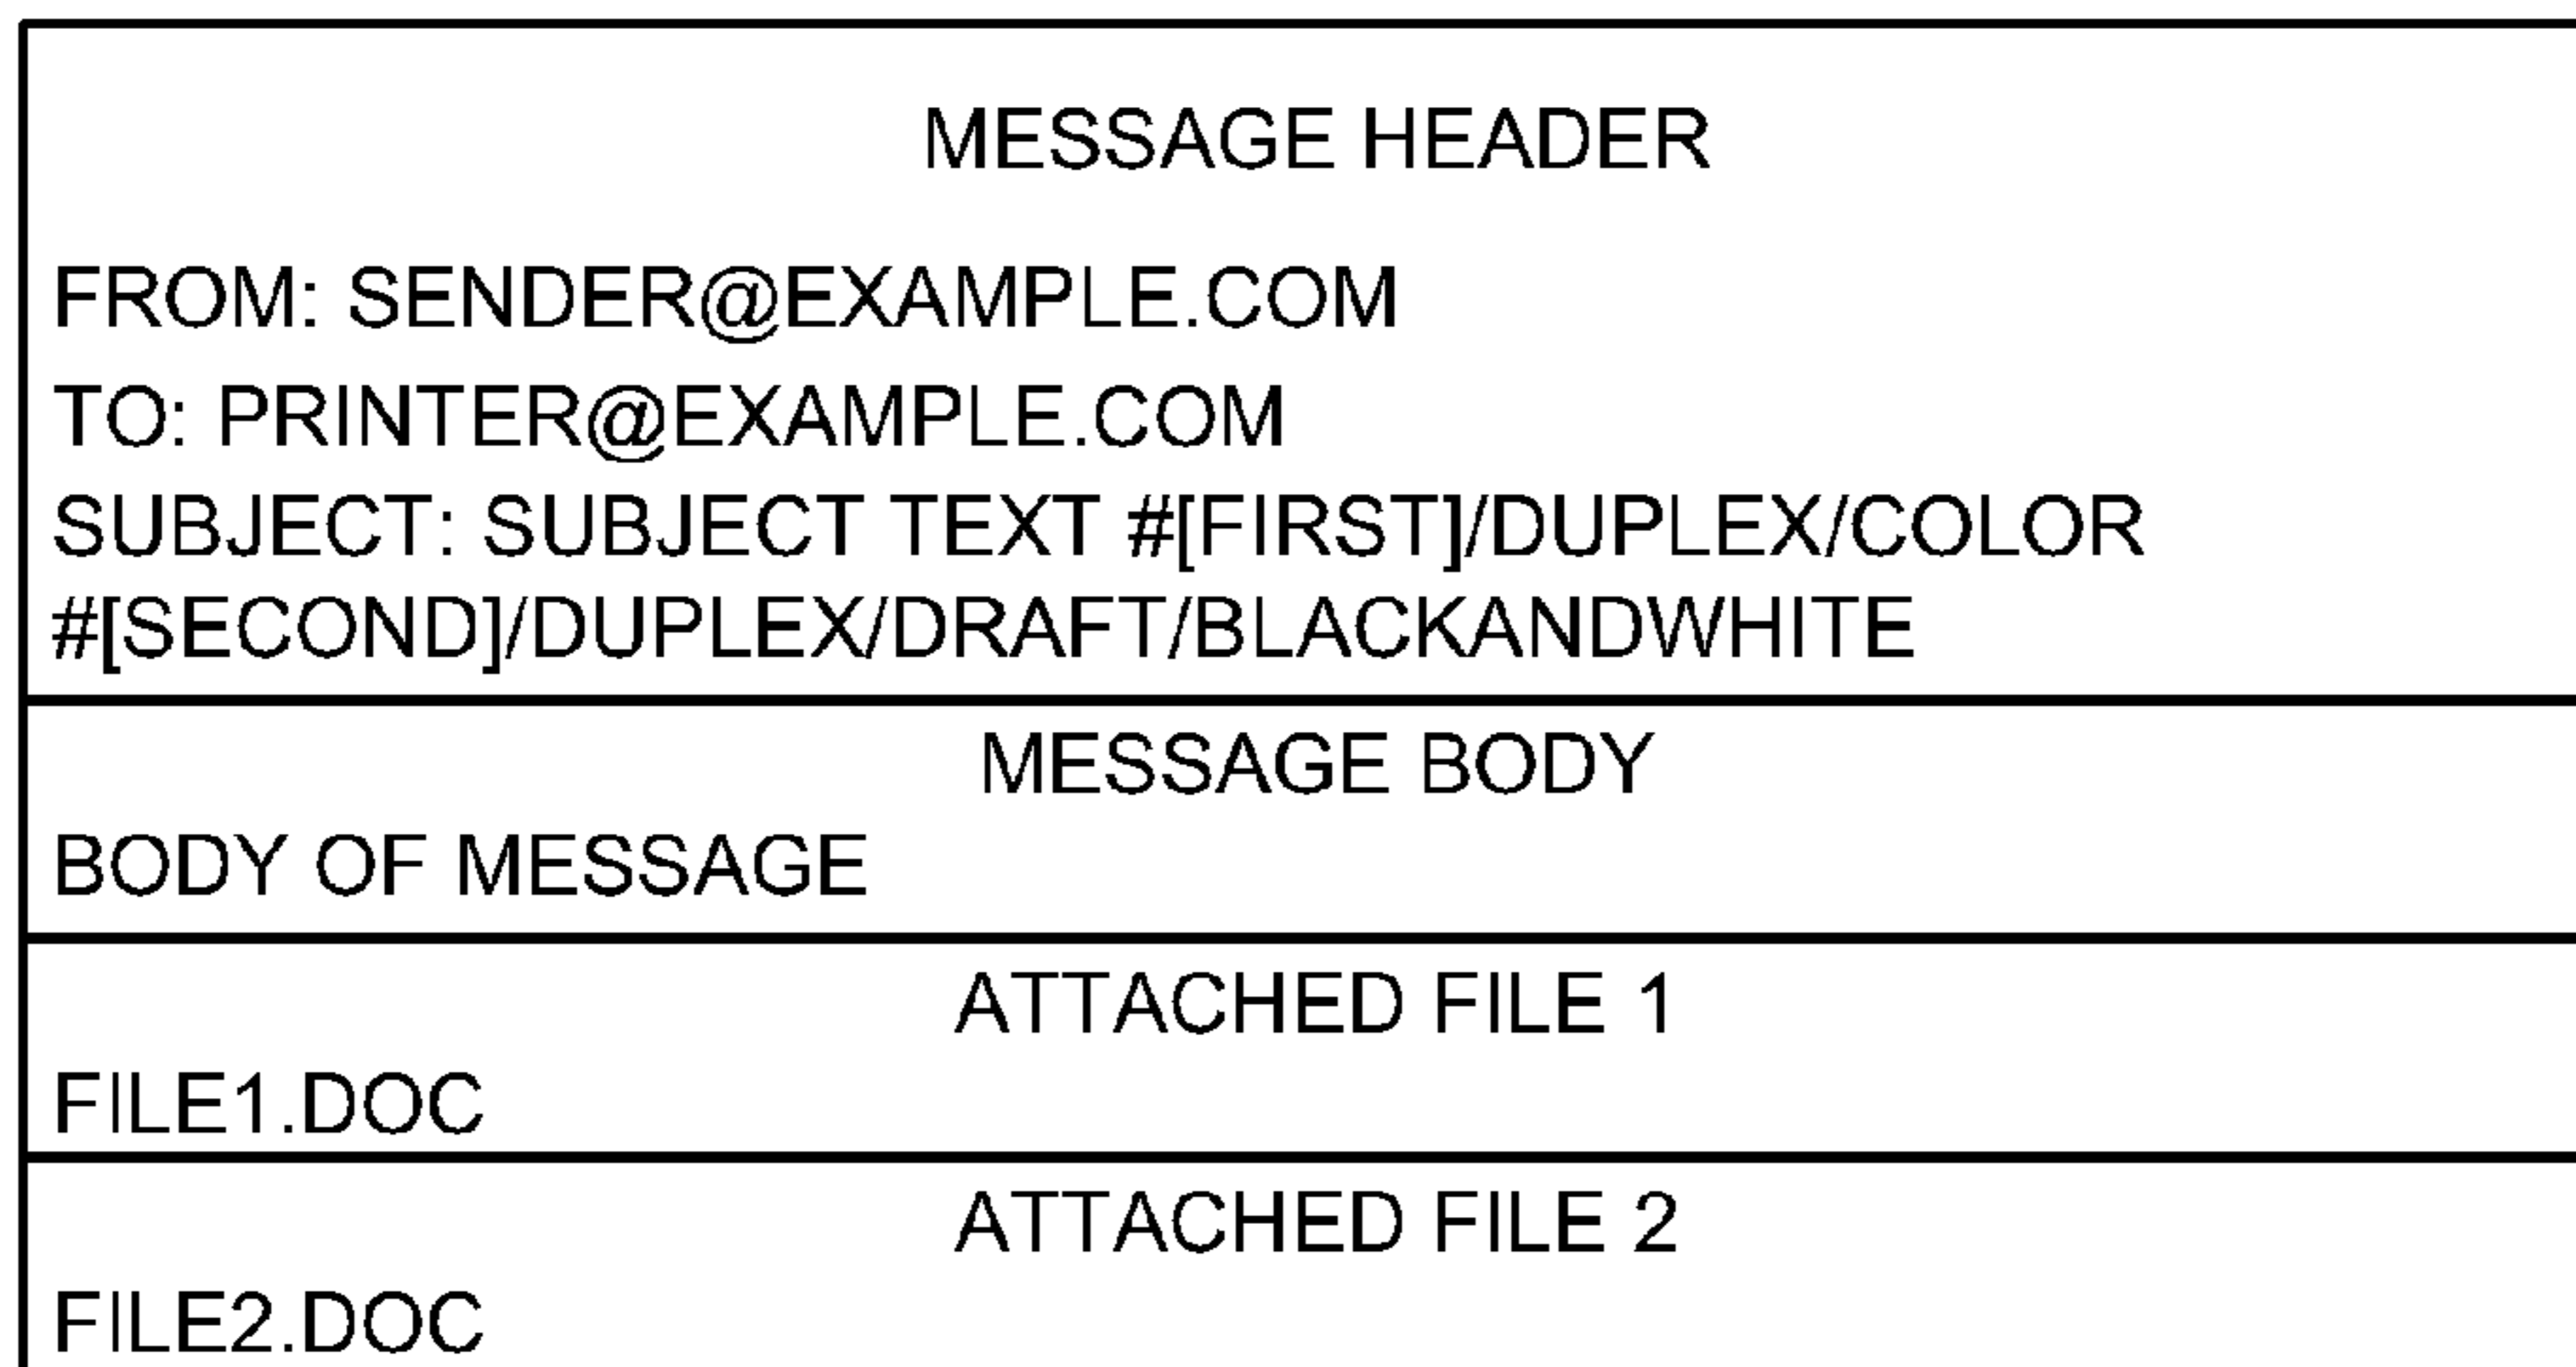 MESSAGE HEADER
FROM: SENDER@EXAMPLE.COM
TO: PRINTER@EXAMPLE.COM
SUBJECT: SUBJECT TEXT #[FIRST]/DUPLEX/COLOR
#[SECOND]/DUPLEX/DRAFT/BLACKANDWHITE
MESSAGE BODY
BODY OF MESSAGE
ATTACHED FILE 1
FILE1.DOC
ATTACHED FILE 2
FILE2.DOC